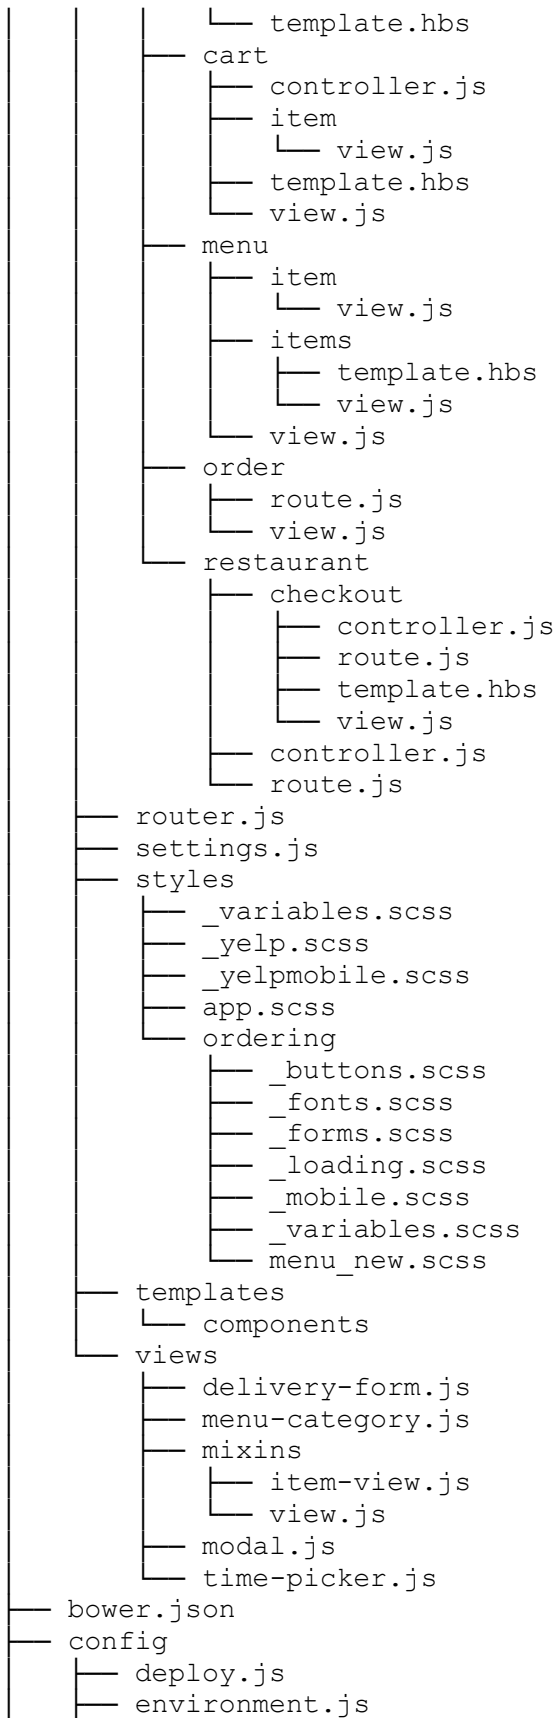 │   │   │   └── template.hbs
│   │   ├── cart
│   │   │   ├── controller.js
│   │   │   ├── item
│   │   │   │   └── view.js
│   │   │   ├── template.hbs
│   │   │   └── view.js
│   │   ├── menu
│   │   │   ├── item
│   │   │   │   └── view.js
│   │   │   ├── items
│   │   │   │   ├── template.hbs
│   │   │   │   └── view.js
│   │   │   └── view.js
│   │   ├── order
│   │   │   ├── route.js
│   │   │   └── view.js
│   │   └── restaurant
│   │       ├── checkout
│   │       │   ├── controller.js
│   │       │   ├── route.js
│   │       │   ├── template.hbs
│   │       │   └── view.js
│   │       ├── controller.js
│   │       └── route.js
│   ├── router.js
│   ├── settings.js
│   ├── styles
│   │   ├── _variables.scss
│   │   ├── _yelp.scss
│   │   ├── _yelpmobile.scss
│   │   ├── app.scss
│   │   └── ordering
│   │       ├── _buttons.scss
│   │       ├── _fonts.scss
│   │       ├── _forms.scss
│   │       ├── _loading.scss
│   │       ├── _mobile.scss
│   │       ├── _variables.scss
│   │       └── menu_new.scss
│   ├── templates
│   │   └── components
│   └── views
│       ├── delivery-form.js
│       ├── menu-category.js
│       ├── mixins
│       │   ├── item-view.js
│       │   └── view.js
│       ├── modal.js
│       └── time-picker.js
├── bower.json
├── config
│   ├── deploy.js
│   ├── environment.js